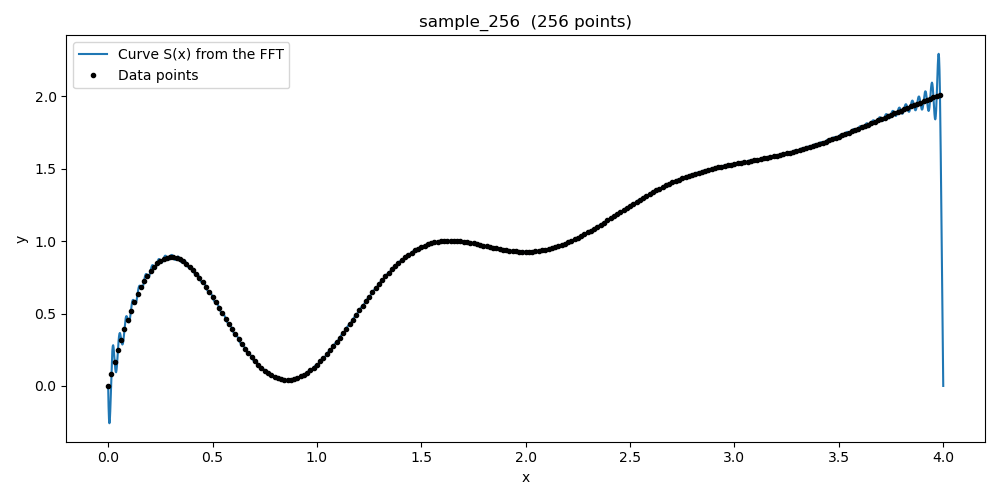 sample_256  (256 points)
Curve S(x) from the FFT
Data points
2.0
1.5
1.0
0.5
0.0
y
0.0 0.5 1.0 1.5 2.0 2.5 3.0 3.5 4.0
x